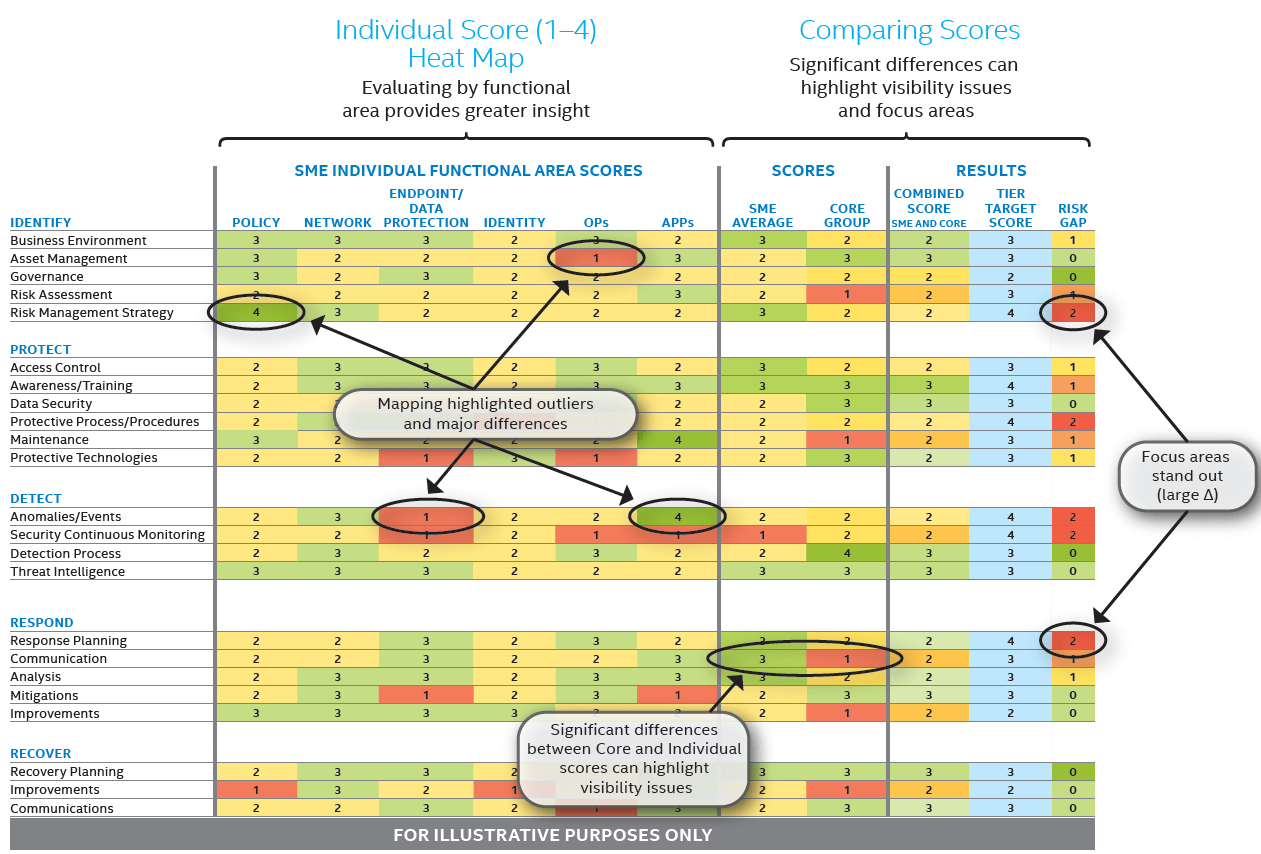 Individual Score (1–4)
Heat Map
Evaluating by functional
area provides greater insight
Comparing Scores
Significant differences can
highlight visibility issues
and focus areas
SME INDIVIDUAL FUNCTIONAL AREA SCORES
SCORES
RESULTS
IDENTIFY
POLICY
NETWORK
ENDPOINT/
DATA
PROTECTION
IDENTITY
OPs
APPs
SME
AVERAGE
CORE
GROUP
COMBINED
SCORE
SME AND CORE
TIER
TARGET
SCORE
RISK
GAP
Business Environment 3 3 3 2 3 2 3 2 2 3 1
Asset Management 3 2 2 2 1 3 2 3 3 3 0
Governance 3 2 3 2 2 2 2 2 2 2 0
Risk Assessment 2 2 2 2 2 3 2 1 2 3 1
Risk Management Strategy 4 3 2 2 2 2 3 2 2 4 2
PROTECT
Access Control 2 3 3 2 3 2 3 2 2 3 1
Awareness/Training 2 3 3 2 3 3 3 3 3 4 1
Data Security 2 2 2 3 3 3 0
Protective Process/Procedures 2 2 2 2 2 4 2
Maintenance 3 2 2 2 2 4 2 1 2 3 1
Protective Technologies 2 2 1 3 1 2 2 3 2 3 1
Mapping highlighted outliers
and major differences
Focus areas
stand out
(large Δ)
DETECT
Anomalies/Events 2 3 1 2 2 4 2 2 2 4 2
Security Continuous Monitoring 2 2 1 2 1 1 1 2 2 4 2
Detection Process 2 3 2 2 3 2 2 4 3 3 0
Threat Intelligence 3 3 3 2 2 2 3 3 3 3 0
RESPOND
Response Planning 2 2 3 2 3 2 3 2 2 4 2
Communication 2 2 3 2 2 3 3 1 2 3 1
Analysis 2 3 3 2 3 3 3 2 2 3 1
Mitigations 2 3 1 2 3 1 2 3 3 3 0
Improvements 3 3 3 3 2 1 2 2 0
Significant differences
between Core and Individual
scores can highlight
visibility issues
RECOVER
Recovery Planning 2 3 3 2 3 3 3 3 0
Improvements 1 3 2 1 2 1 2 2 0
Communications 2 2 3 2 1 3 2 3 3 3 0
FOR ILLUSTRATIVE PURPOSES ONLY